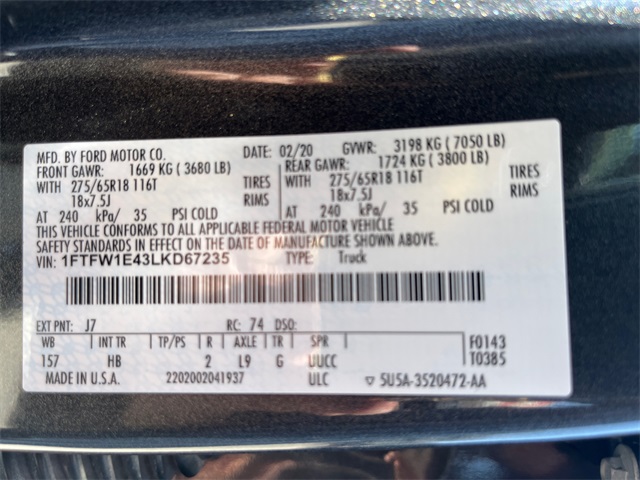 MFD. BY FORD MOTOR CO. DATE: 02/20 GVWR: 3198 KG ( 7050 LB)
FRONT GAWR: 1669 KG ( 3680 LB) REAR GAWR: 1724 KG ( 3800 LB)
WITH 275/65R18 116T TIRES WITH 275/65R18 116T TIRES
18x7.5J RIMS 18x7.5J RIMS
AT 240 kPa/ 35 PSI COLD AT 240 kPa/ 35 PSI COLD
THIS VEHICLE CONFORMS TO ALL APPLICABLE FEDERAL MOTOR VEHICLE
SAFETY STANDARDS IN EFFECT ON THE DATE OF MANUFACTURE SHOWN ABOVE.
VIN: 1FTFW1E43LKD67235 TYPE: Truck
EXT PNT: J7 RC: 74 DSO:
WB INT TR TP/PS R AXLE TR SPR F0143
157 HB 2 L9 G UUCC T0385
MADE IN U.S.A. 2202002041937 ULC ▽ 5U5A-3520472-AA